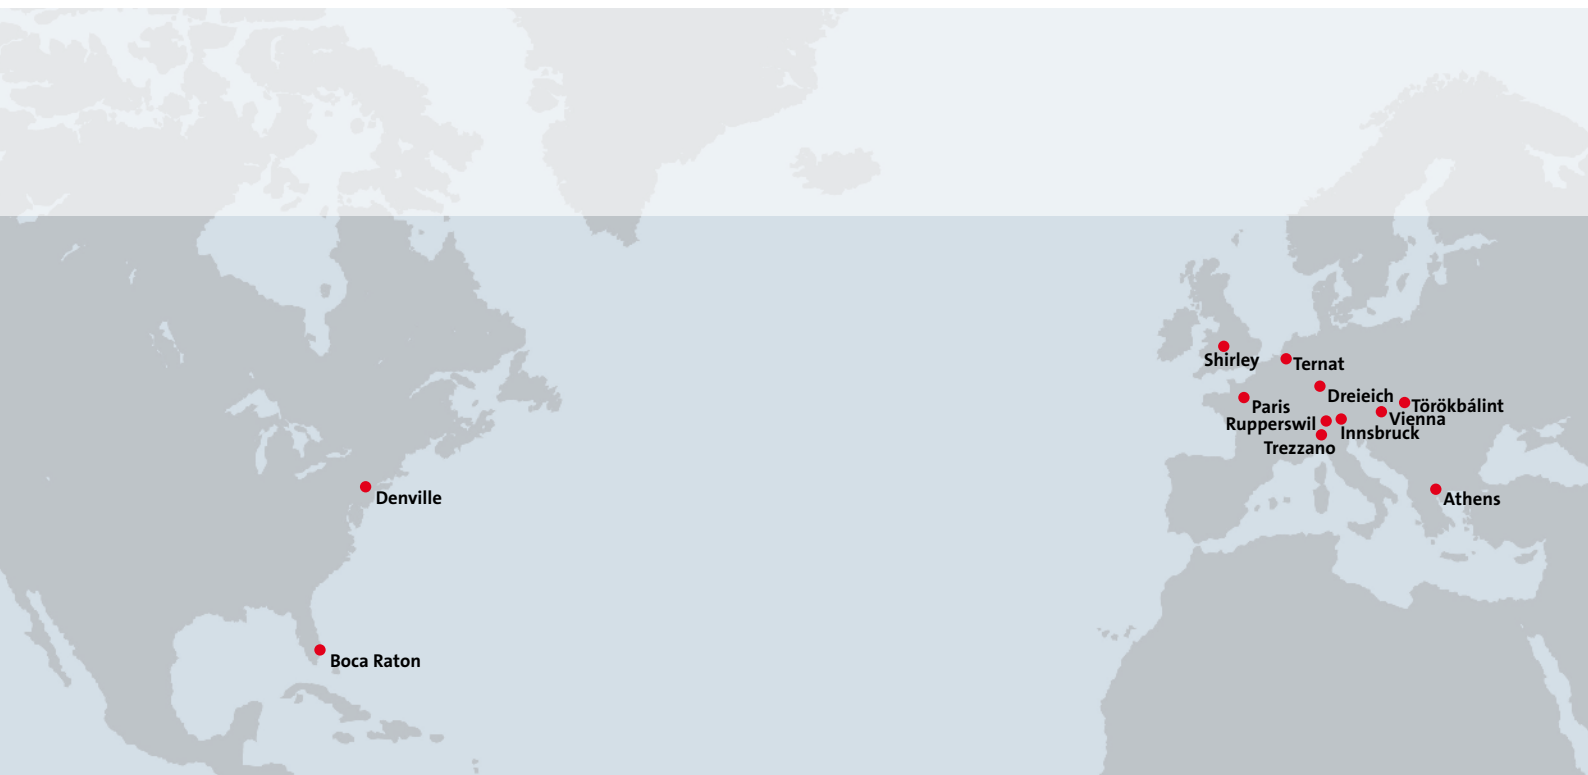 Shirley
Ternat
Dreieich
Paris
Törökbálint
Vienna
Rupperswil
Innsbruck
Trezzano
Denville
Athens
Boca Raton